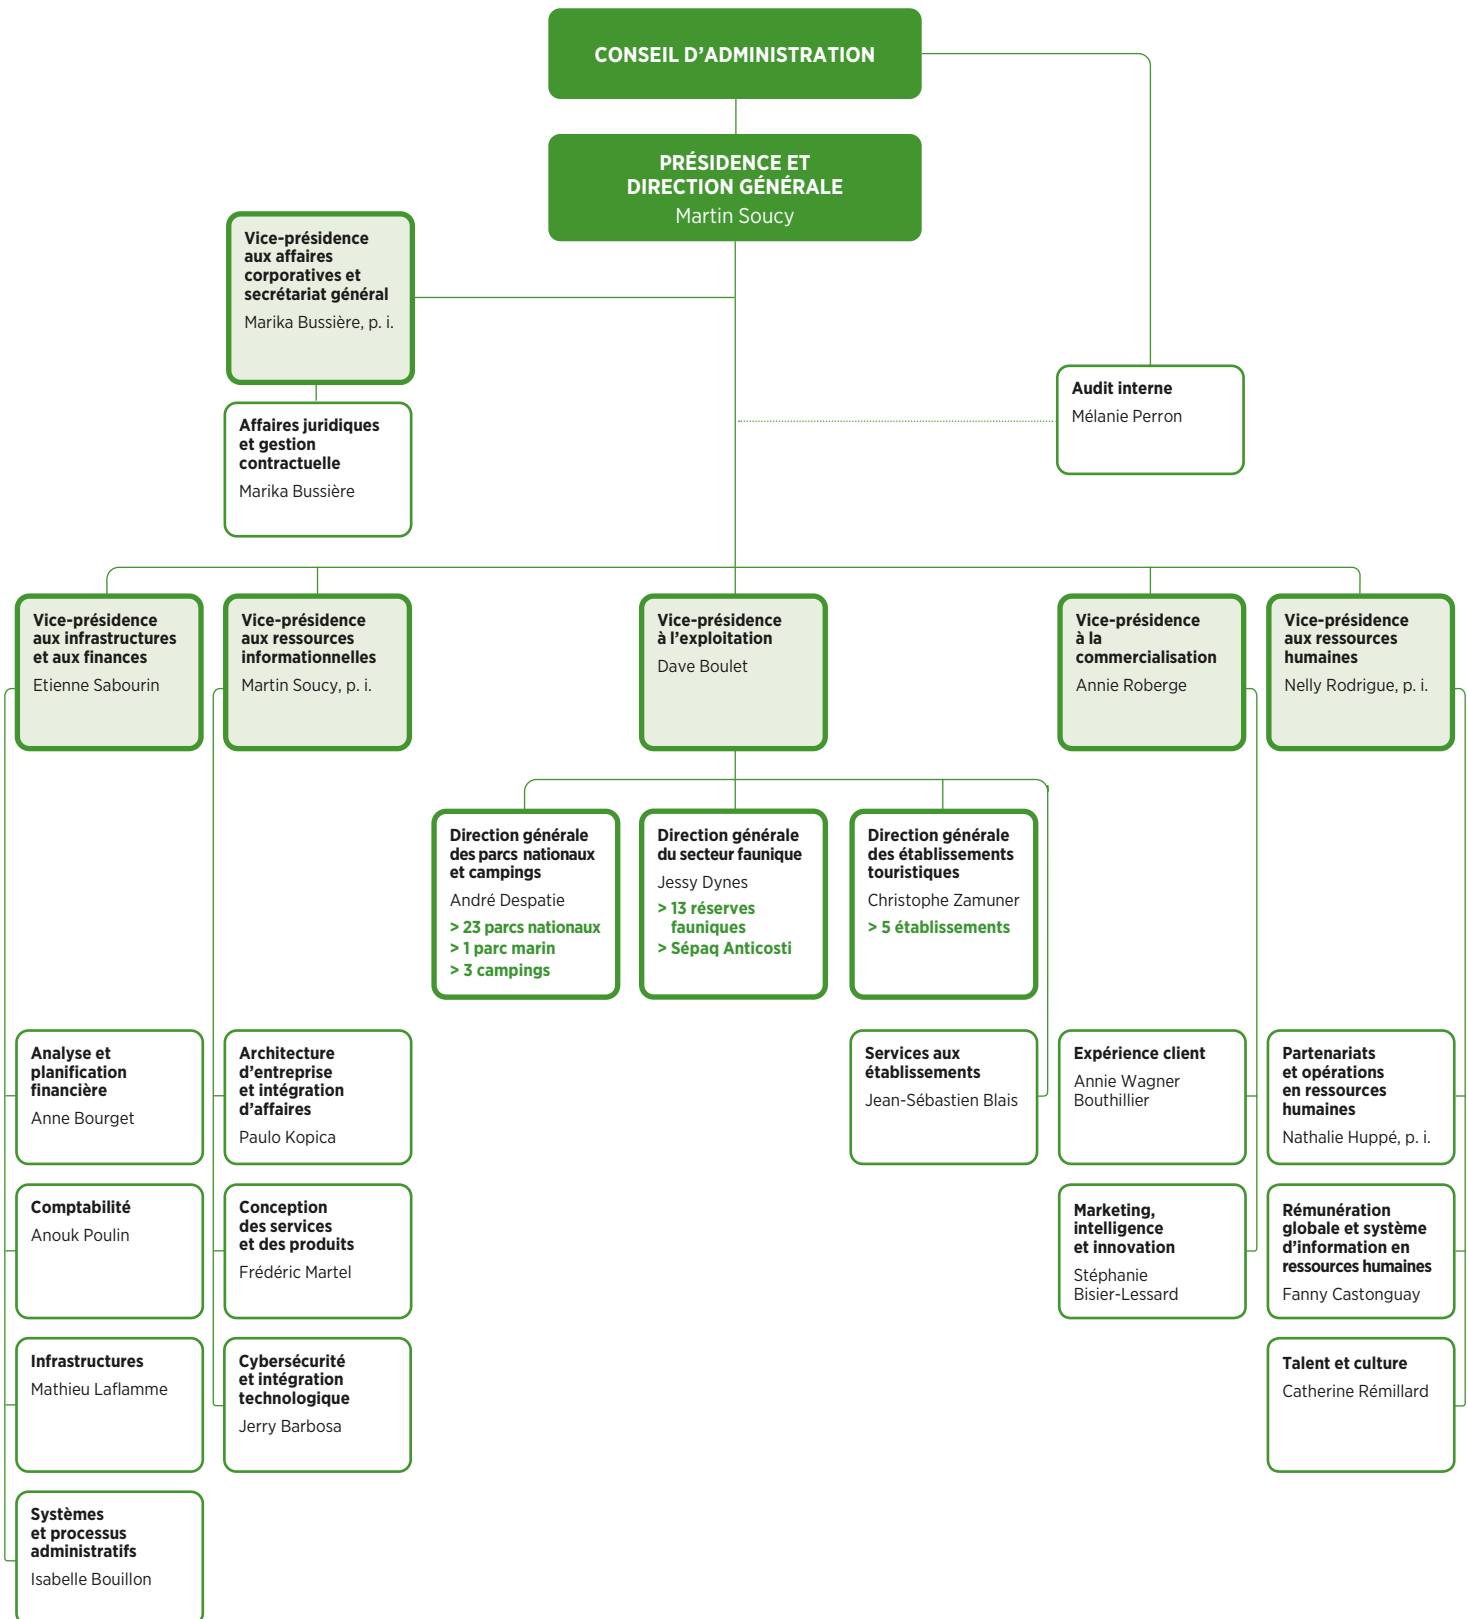 CONSEIL D’ADMINISTRATION
PRÉSIDENCE ET
DIRECTION GÉNÉRALE
Martin Soucy
Vice-présidence
aux affaires
corporatives et
secrétariat général
Marika Bussière, p. i.
Affaires juridiques
et gestion
contractuelle
Marika Bussière
Audit interne
Mélanie Perron
Vice-présidence
aux infrastructures
et aux finances
Etienne Sabourin
Vice-présidence
aux ressources
informationnelles
Martin Soucy, p. i.
Vice-présidence
à l’exploitation
Dave Boulet
Vice-présidence
à la
commercialisation
Annie Roberge
Vice-présidence
aux ressources
humaines
Nelly Rodrigue, p. i.
Direction générale
des parcs nationaux
et campings
André Despatie
> 23 parcs nationaux
> 1 parc marin
> 3 campings
Direction générale
du secteur faunique
Jessy Dynes
> 13 réserves
fauniques
> Sépaq Anticosti
Direction générale
des établissements
touristiques
Christophe Zamuner
> 5 établissements
Analyse et
planification
financière
Anne Bourget
Architecture
d’entreprise
et intégration
d’affaires
Paulo Kopica
Services aux
établissements
Jean-Sébastien Blais
Expérience client
Annie Wagner
Bouthillier
Partenariats
et opérations
en ressources
humaines
Nathalie Huppé, p. i.
Comptabilité
Anouk Poulin
Conception
des services
et des produits
Frédéric Martel
Marketing,
intelligence
et innovation
Stéphanie
Bisier-Lessard
Rémunération
globale et système
d’information en
ressources humaines
Fanny Castonguay
Infrastructures
Mathieu Laflamme
Cybersécurité
et intégration
technologique
Jerry Barbosa
Talent et culture
Catherine Rémillard
Systèmes
et processus
administratifs
Isabelle Bouillon